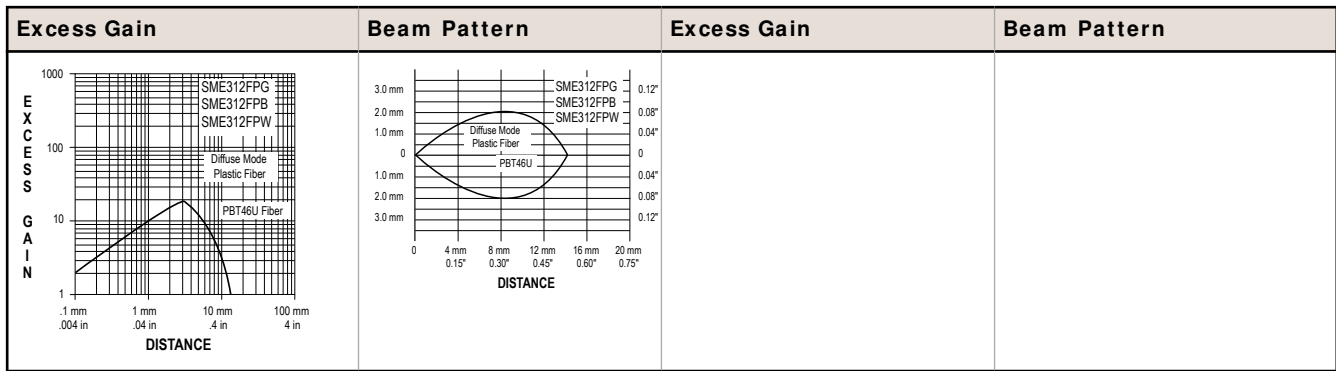 Excess Gain
Beam Pattern
Excess Gain
Beam Pattern
EXCESS GAIN
1000
100
10
1
SME312FPG
SME312FPB
SME312FPW
Diffuse Mode
Plastic Fiber
PBT46U Fiber
.1 mm 1 mm 10 mm 100 mm
.004 in .04 in .4 in 4 in
DISTANCE
3.0 mm
2.0 mm
1.0 mm
0
1.0 mm
2.0 mm
3.0 mm
SME312FPG
SME312FPB
SME312FPW
Diffuse Mode
Plastic Fiber
PBT46U
0.12"
0.08"
0.04"
0
0.04"
0.08"
0.12"
0 4 mm 8 mm 12 mm 16 mm 20 mm
0.15" 0.30" 0.45" 0.60" 0.75"
DISTANCE